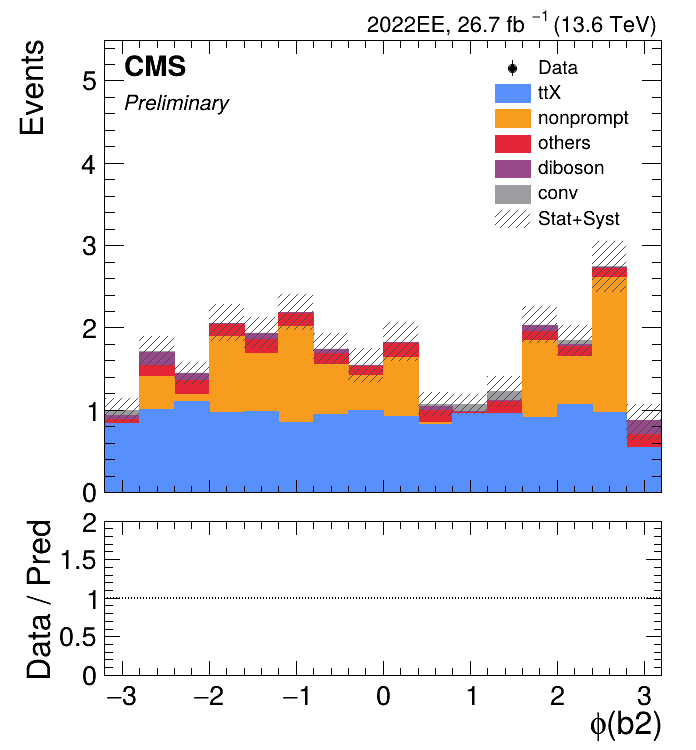 2022EE, 26.7 fb⁻¹ (13.6 TeV)
CMS
Preliminary
Data
ttX
nonprompt
others
diboson
conv
Stat+Syst
Events
5
4
3
2
1
0
Data / Pred
2
1.5
1
0.5
0
−3 −2 −1 0 1 2 3
ϕ(b2)